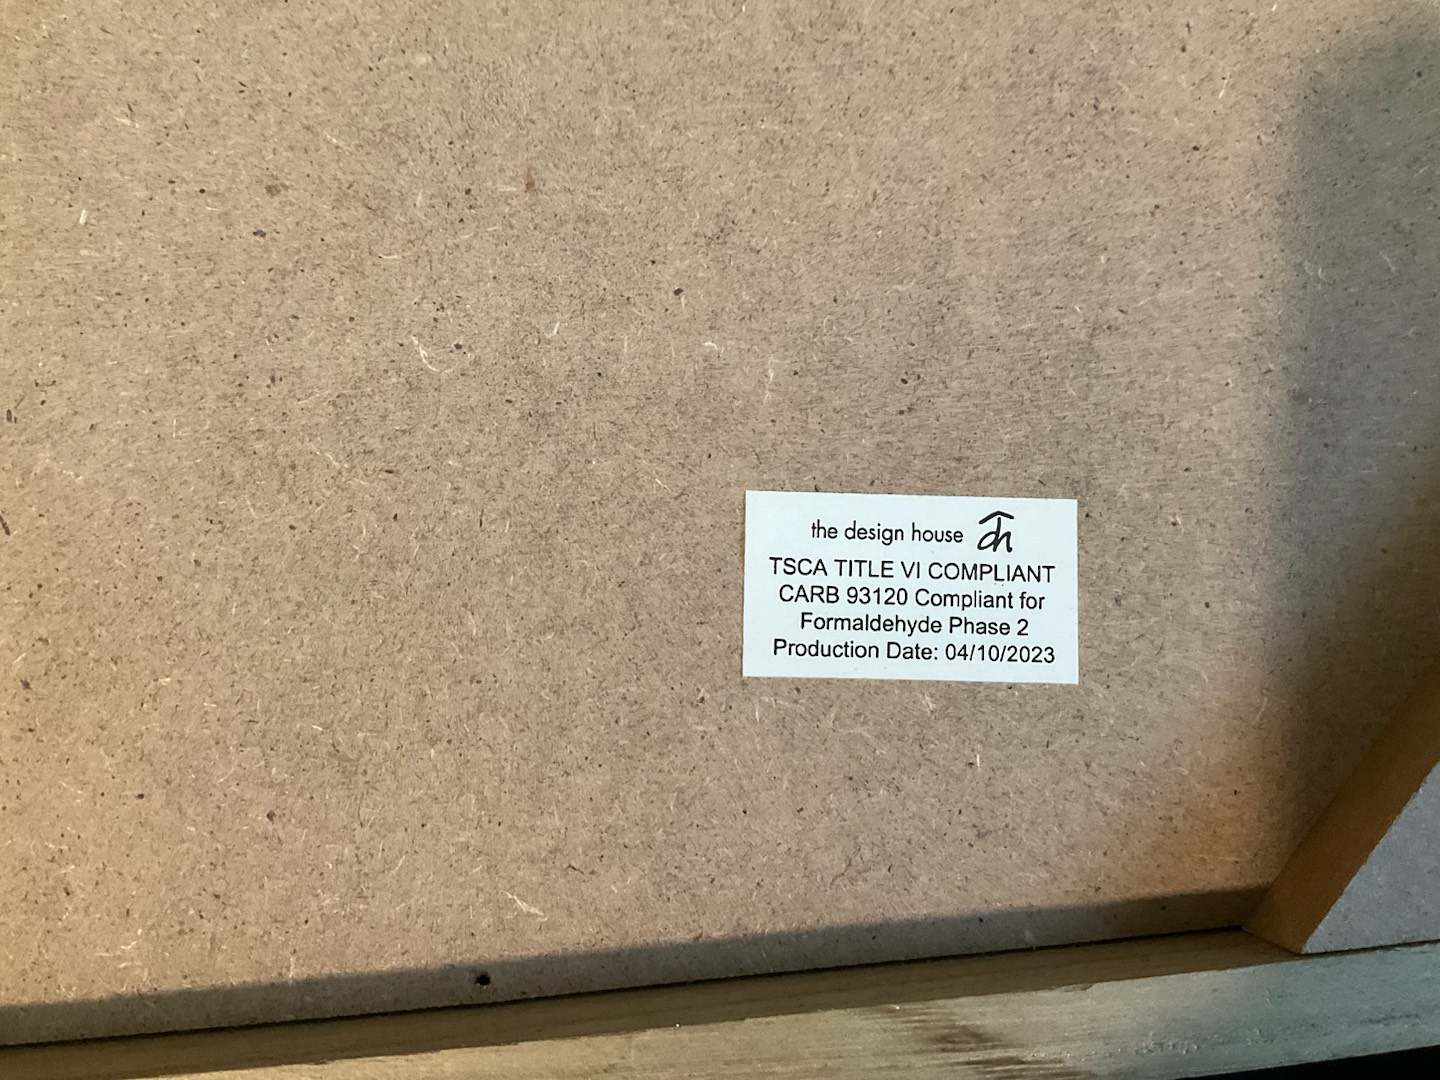 the design house dh
TSCA TITLE VI COMPLIANT
CARB 93120 Compliant for
Formaldehyde Phase 2
Production Date: 04/10/2023